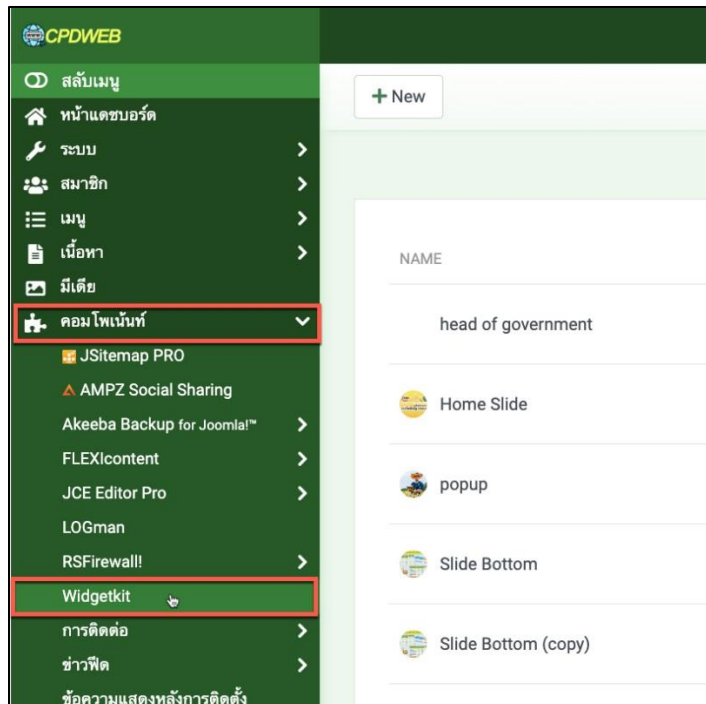 CPDWEB
สลับเมนู
หน้าแดชบอร์ด
ระบบ
สมาชิก
เมนู
เนื้อหา
มีเดีย
คอมโพเน้นท์
JSitemap PRO
AMPZ Social Sharing
Akeeba Backup for Joomla!™
FLEXIcontent
JCE Editor Pro
LOGman
RSFirewall!
Widgetkit
การติดต่อ
ข่าวฟีด
ข้อความแสดงหลังการติดตั้ง
+ New
NAME
head of government
Home Slide
popup
Slide Bottom
Slide Bottom (copy)